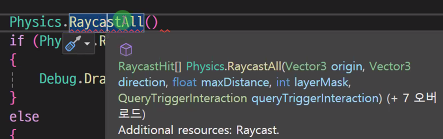 Physics.RaycastAll()
if (Phy .R
{
RaycastHit[] Physics.RaycastAll(Vector3 origin, Vector3
direction, float maxDistance, int layerMask,
QueryTriggerInteraction queryTriggerInteraction) (+ 7 오버
로드)
Additional resources: Raycast.
Debug.Dra
}
else
{